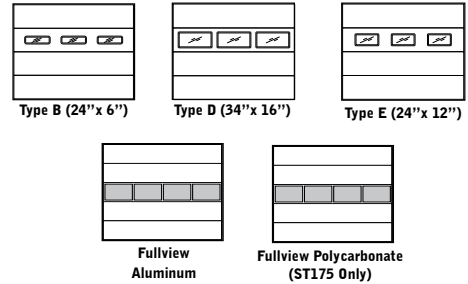 Type B (24”x 6”)
Type D (34”x 16”)
Type E (24”x 12”)
Fullview
Aluminum
Fullview Polycarbonate
(ST175 Only)